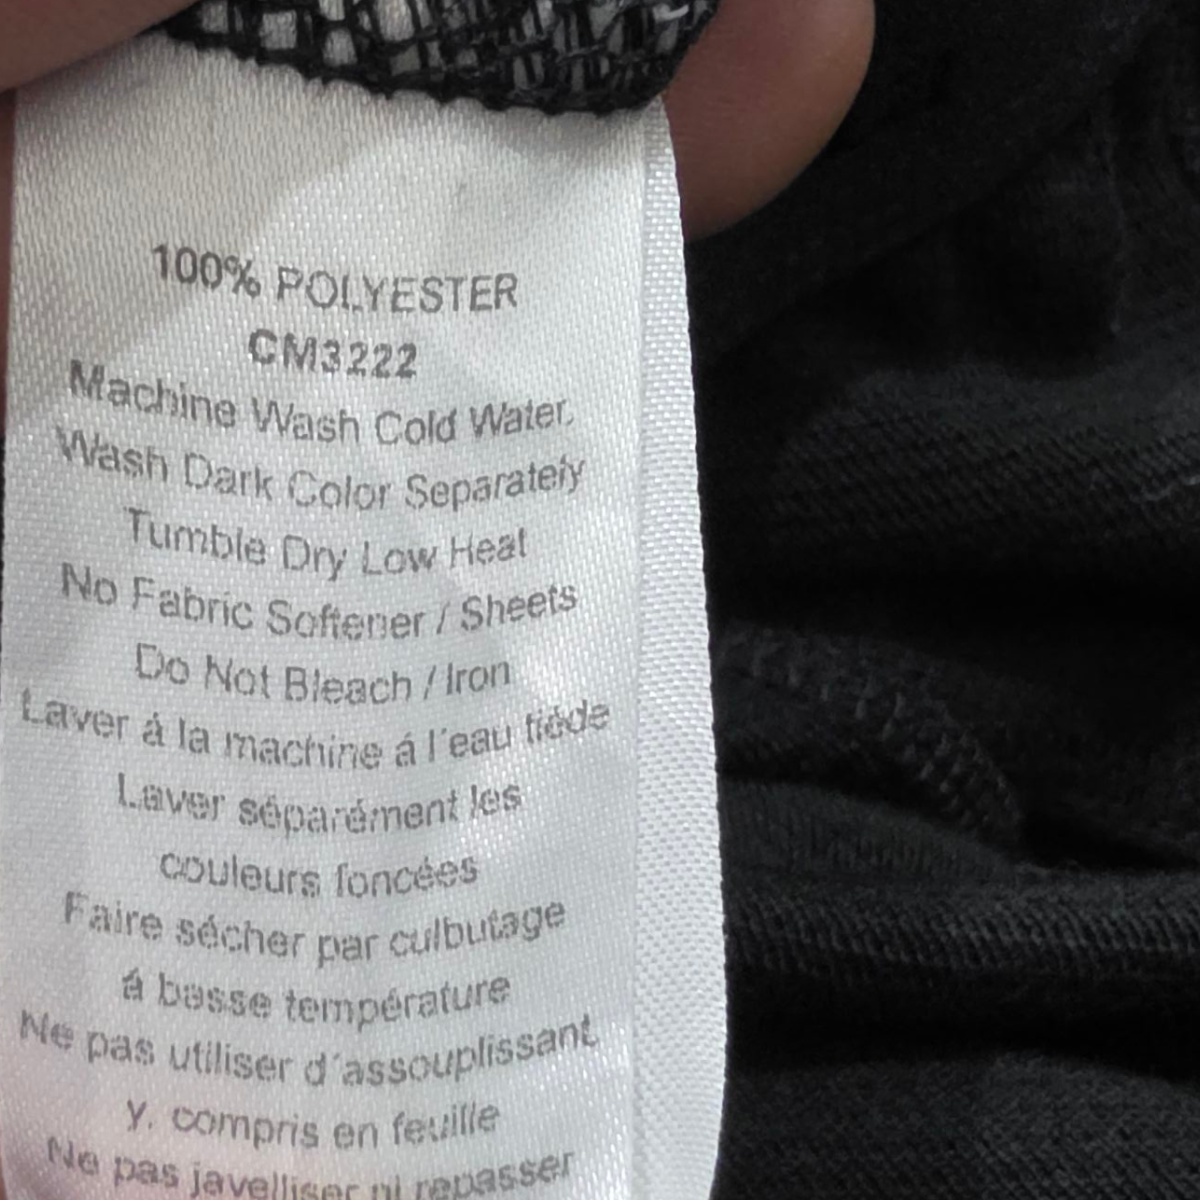 100% POLYESTER
CM3222
Machine Wash Cold Water,
Wash Dark Color Separately
Tumble Dry Low Heat
No Fabric Softener / Sheets
Do Not Bleach / Iron
Laver á la machine á l'eau tiéde
Laver séparément les
couleurs foncées
Faire sécher par culbutage
á basse température
Ne pas utiliser d'assouplissant,
y, compris en feuille
Ne pas javelliser ni repasser